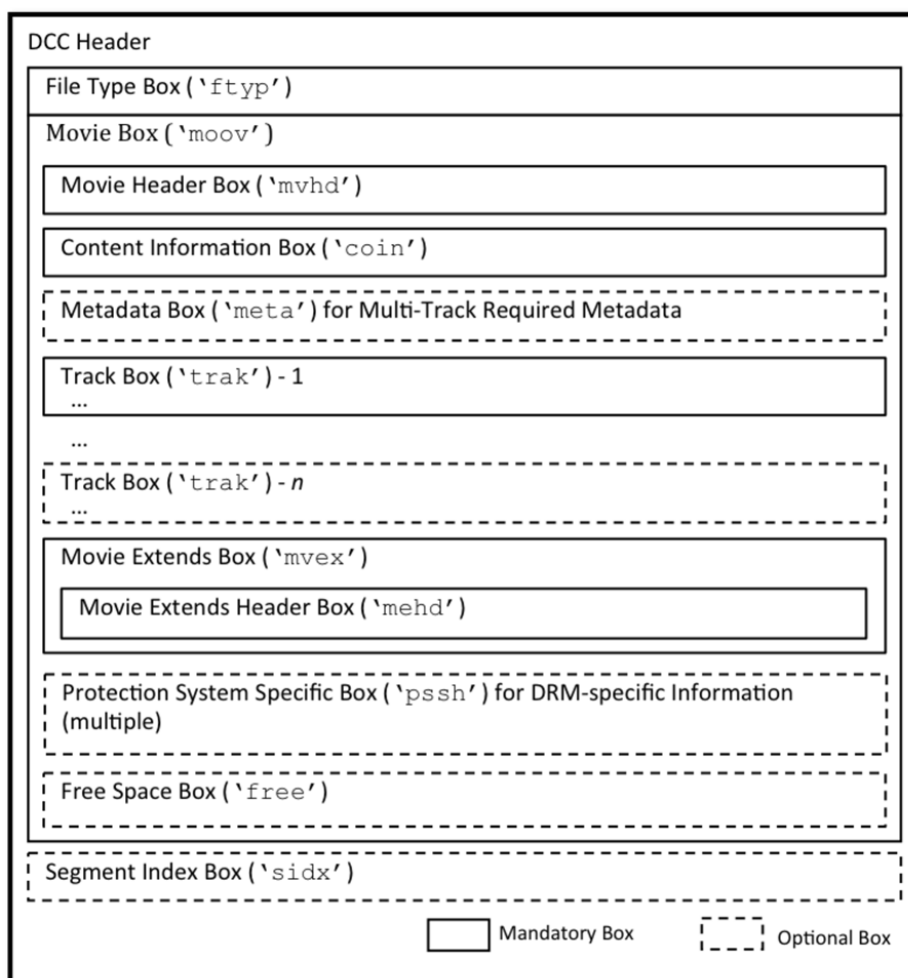 DCC Header
File Type Box (‘ftyp’)
Movie Box (‘moov’)
Movie Header Box (‘mvhd’)
Content Information Box (‘coin’)
Metadata Box (‘meta’) for Multi-Track Required Metadata
Track Box (‘trak’) - 1
...
...
Track Box (‘trak’) - n
...
Movie Extends Box (‘mvex’)
Movie Extends Header Box (‘mehd’)
Protection System Specific Box (‘pssh’) for DRM-specific Information
(multiple)
Free Space Box (‘free’)
Segment Index Box (‘sidx’)
Mandatory Box
Optional Box